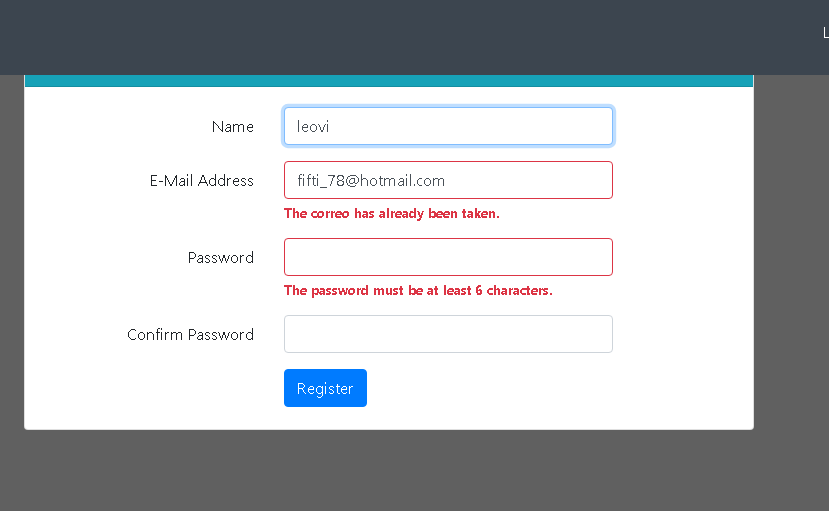 Name
leovi
E-Mail Address
fifti_78@hotmail.com
The correo has already been taken.
Password
The password must be at least 6 characters.
Confirm Password
Register